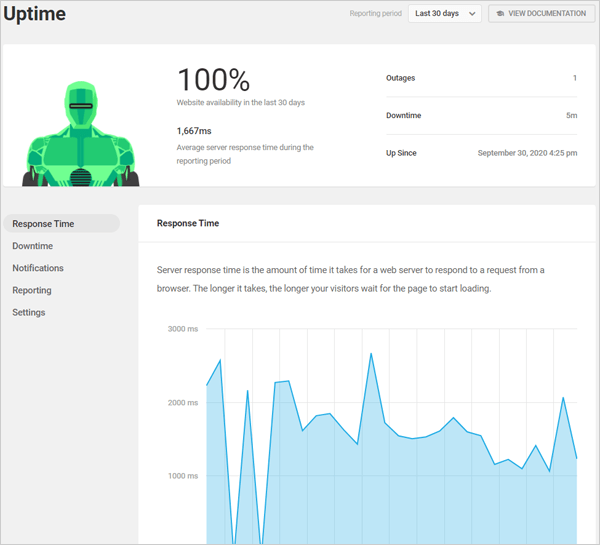 Uptime
Reporting period
Last 30 days
VIEW DOCUMENTATION
100%
Website availability in the last 30 days
1,667ms
Average server response time during the
reporting period
Outages 1
Downtime 5m
Up Since September 30, 2020 4:25 pm
Response Time
Downtime
Notifications
Reporting
Settings
Response Time
Server response time is the amount of time it takes for a web server to respond to a request from a
browser. The longer it takes, the longer your visitors wait for the page to start loading.
3000 ms
2000 ms
1000 ms